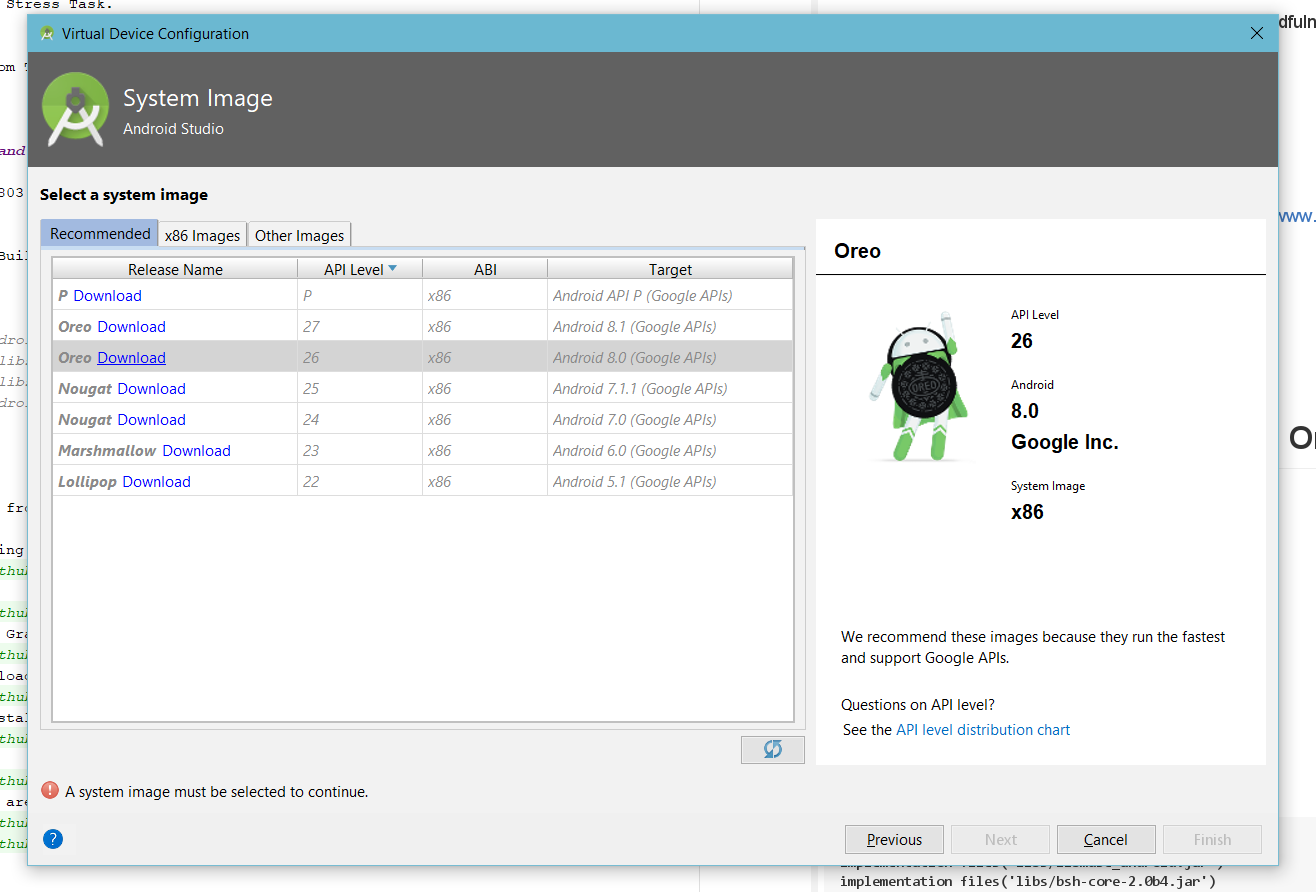 Stress Task.
Virtual Device Configuration
System Image
Android Studio
Select a system image
Recommended
x86 Images
Other Images
Release Name API Level ABI Target
P Download P x86 Android API P (Google APIs)
Oreo Download 27 x86 Android 8.1 (Google APIs)
Oreo Download 26 x86 Android 8.0 (Google APIs)
Nougat Download 25 x86 Android 7.1.1 (Google APIs)
Nougat Download 24 x86 Android 7.0 (Google APIs)
Marshmallow Download 23 x86 Android 6.0 (Google APIs)
Lollipop Download 22 x86 Android 5.1 (Google APIs)
Oreo
OREO
API Level
26
Android
8.0
Google Inc.
System Image
x86
We recommend these images because they run the fastest
and support Google APIs.
Questions on API level?
See the API level distribution chart
A system image must be selected to continue.
?
Previous
Next
Cancel
Finish
and
803
are
www.
implementation files('libs/bsh-core-2.0b4.jar')